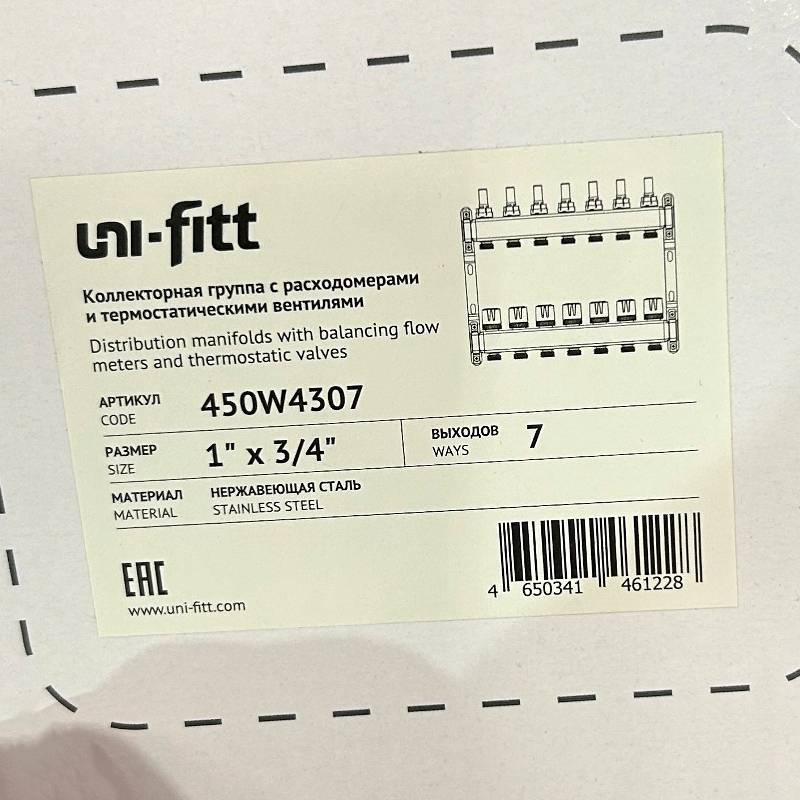 uni-fitt
Коллекторная группа с расходомерами
и термостатическими вентилями
Distribution manifolds with balancing flow
meters and thermostatic valves
АРТИКУЛ
CODE
450W4307
РАЗМЕР
SIZE
1" x 3/4"
ВЫХОДОВ
WAYS
7
МАТЕРИАЛ
MATERIAL
НЕРЖАВЕЮЩАЯ СТАЛЬ
STAINLESS STEEL
EAC
www.uni-fitt.com
4 650341 461228